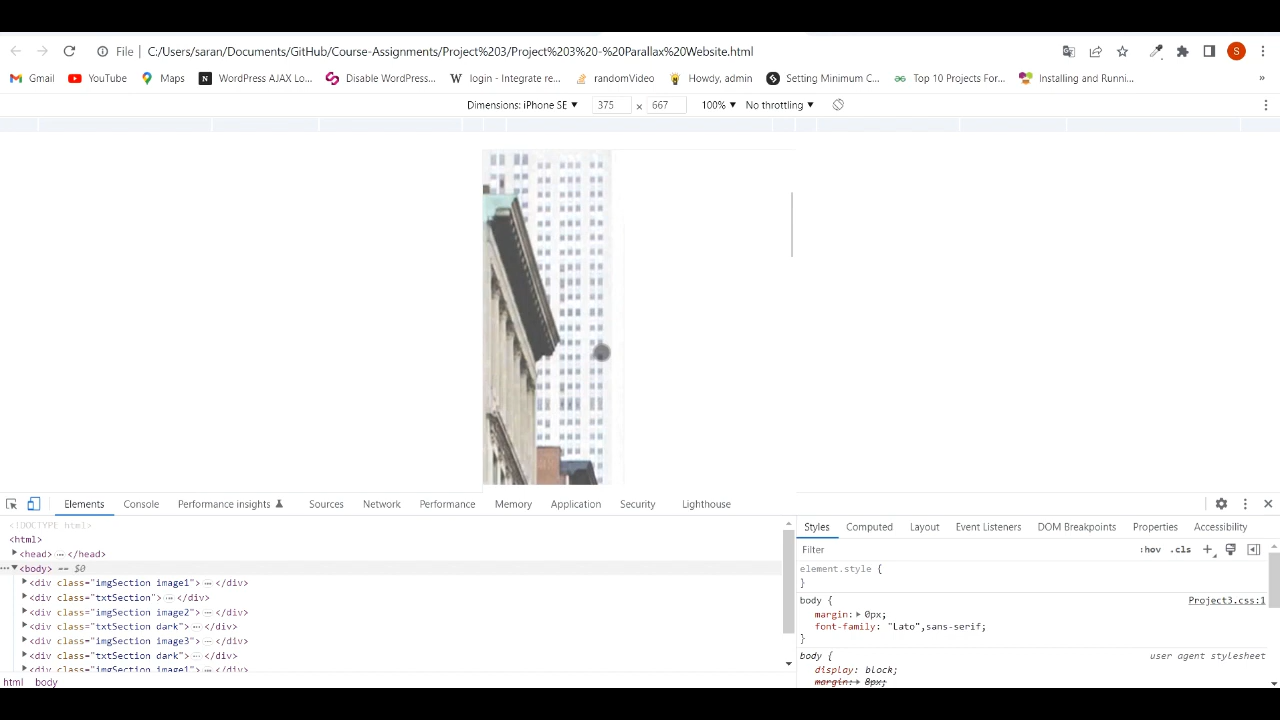 File C:/Users/saran/Documents/GitHub/Course-Assignments/Project%203/Project%203%20-%20Parallax%20Website.html S
Gmail YouTube Maps WordPress AJAX Lo... Disable WordPress... login - Integrate re... randomVideo Howdy, admin Setting Minimum C... Top 10 Projects For... Installing and Runni... »
Dimensions: iPhone SE ▼ 375 × 667 100% ▼ No throttling ▼
Elements Console Performance insights Sources Network Performance Memory Application Security Lighthouse
<!DOCTYPE html>
<html>
<head> … </head>
… <body> == $0
<div class="imgSection image1"> … </div>
<div class="txtSection"> … </div>
<div class="imgSection image2"> … </div>
<div class="txtSection dark"> … </div>
<div class="imgSection image3"> … </div>
<div class="txtSection dark"> … </div>
<div class="imgSection image1"> … </div>
html body
Styles Computed Layout Event Listeners DOM Breakpoints Properties Accessibility
Filter :hov .cls +
element.style {
}
body { Project3.css:1
margin: 0px;
font-family: "Lato",sans-serif;
}
body { user agent stylesheet
display: block;
margin: 8px;